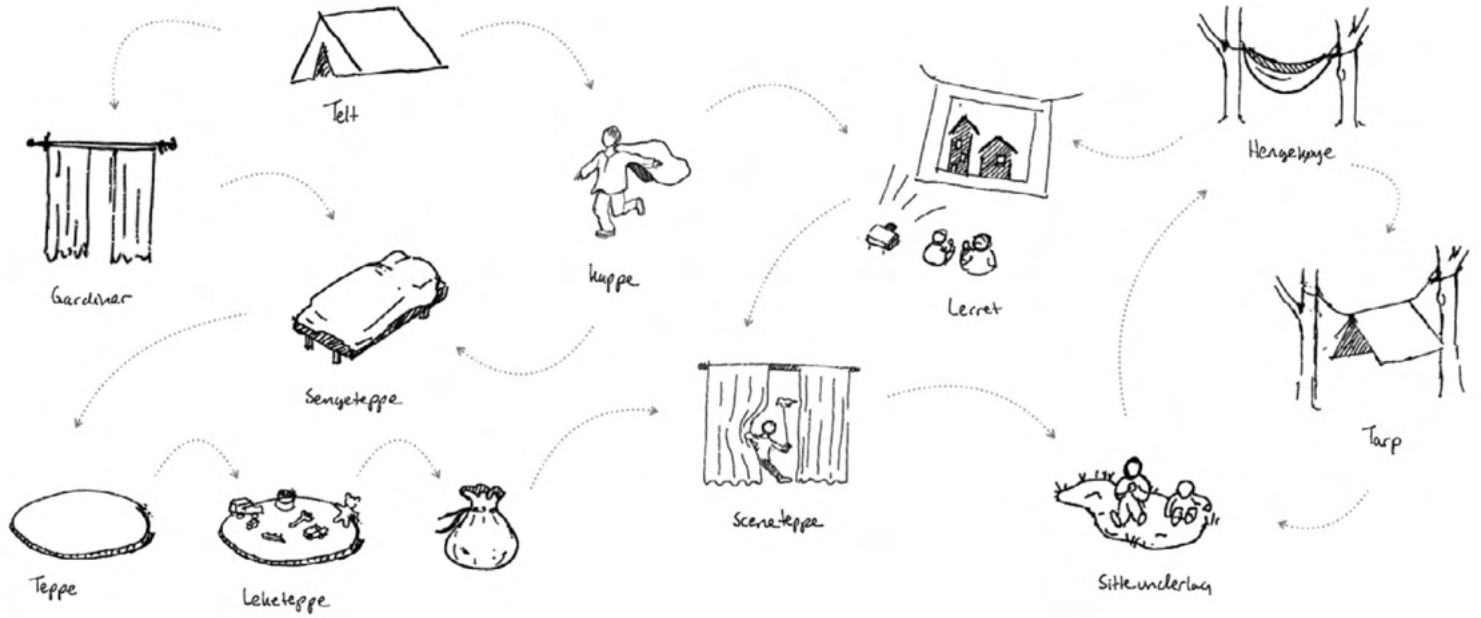 Telt
Gardiner
Kappe
Lerret
Hengekøye
Sengeteppe
Tarp
Sceneteppe
Teppe
Leketeppe
Sitteunderlag